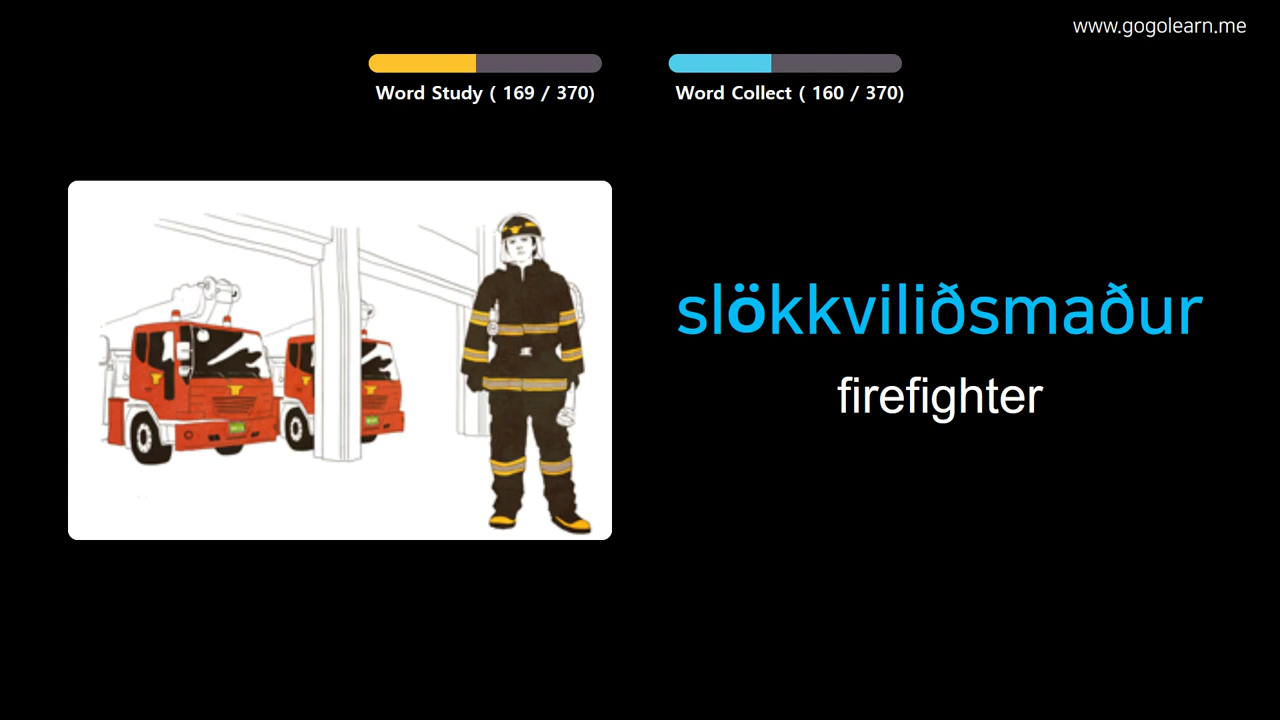 www.gogolearn.me
Word Study ( 169 / 370)
Word Collect ( 160 / 370)
slökkviliðsmaður
firefighter